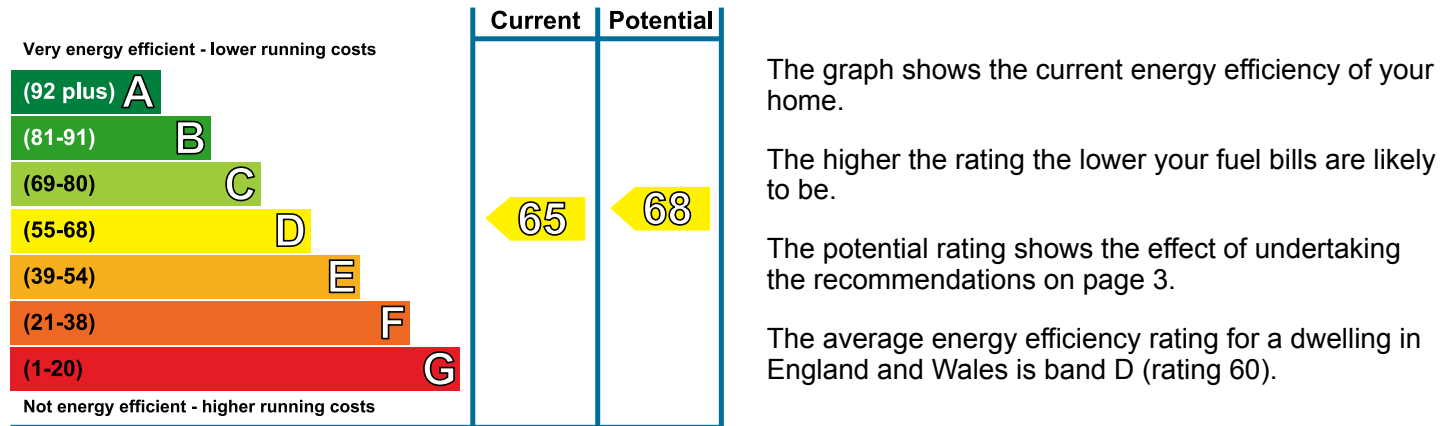 Current Potential
Very energy efficient - lower running costs
(92 plus) A
(81-91) B
(69-80) C
(55-68) D
(39-54) E
(21-38) F
(1-20) G
Not energy efficient - higher running costs
65 68
The graph shows the current energy efficiency of your
home.
The higher the rating the lower your fuel bills are likely
to be.
The potential rating shows the effect of undertaking
the recommendations on page 3.
The average energy efficiency rating for a dwelling in
England and Wales is band D (rating 60).